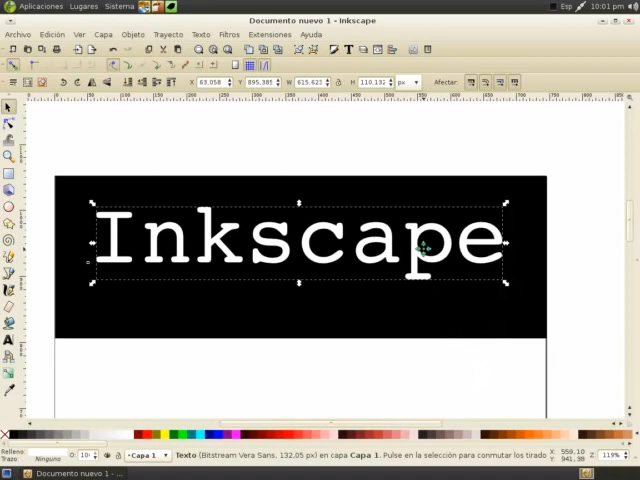 Aplicaciones Lugares Sistema Esp 10:01 pm
Documento nuevo 1 - Inkscape
Archivo Edición Ver Capa Objeto Trayecto Texto Filtros Extensiones Ayuda
X 63,058 Y 895,385 W 615,623 H 110,132 px Afectar:
Inkscape
Relleno: O: Capa 1 Texto (Bitstream Vera Sans, 132,05 px) en capa Capa 1. Pulse en la selección para conmutar los tirado X: 559,10 Z: 119%
Trazo: Ninguno Y: 941,38
Documento nuevo 1 - ...